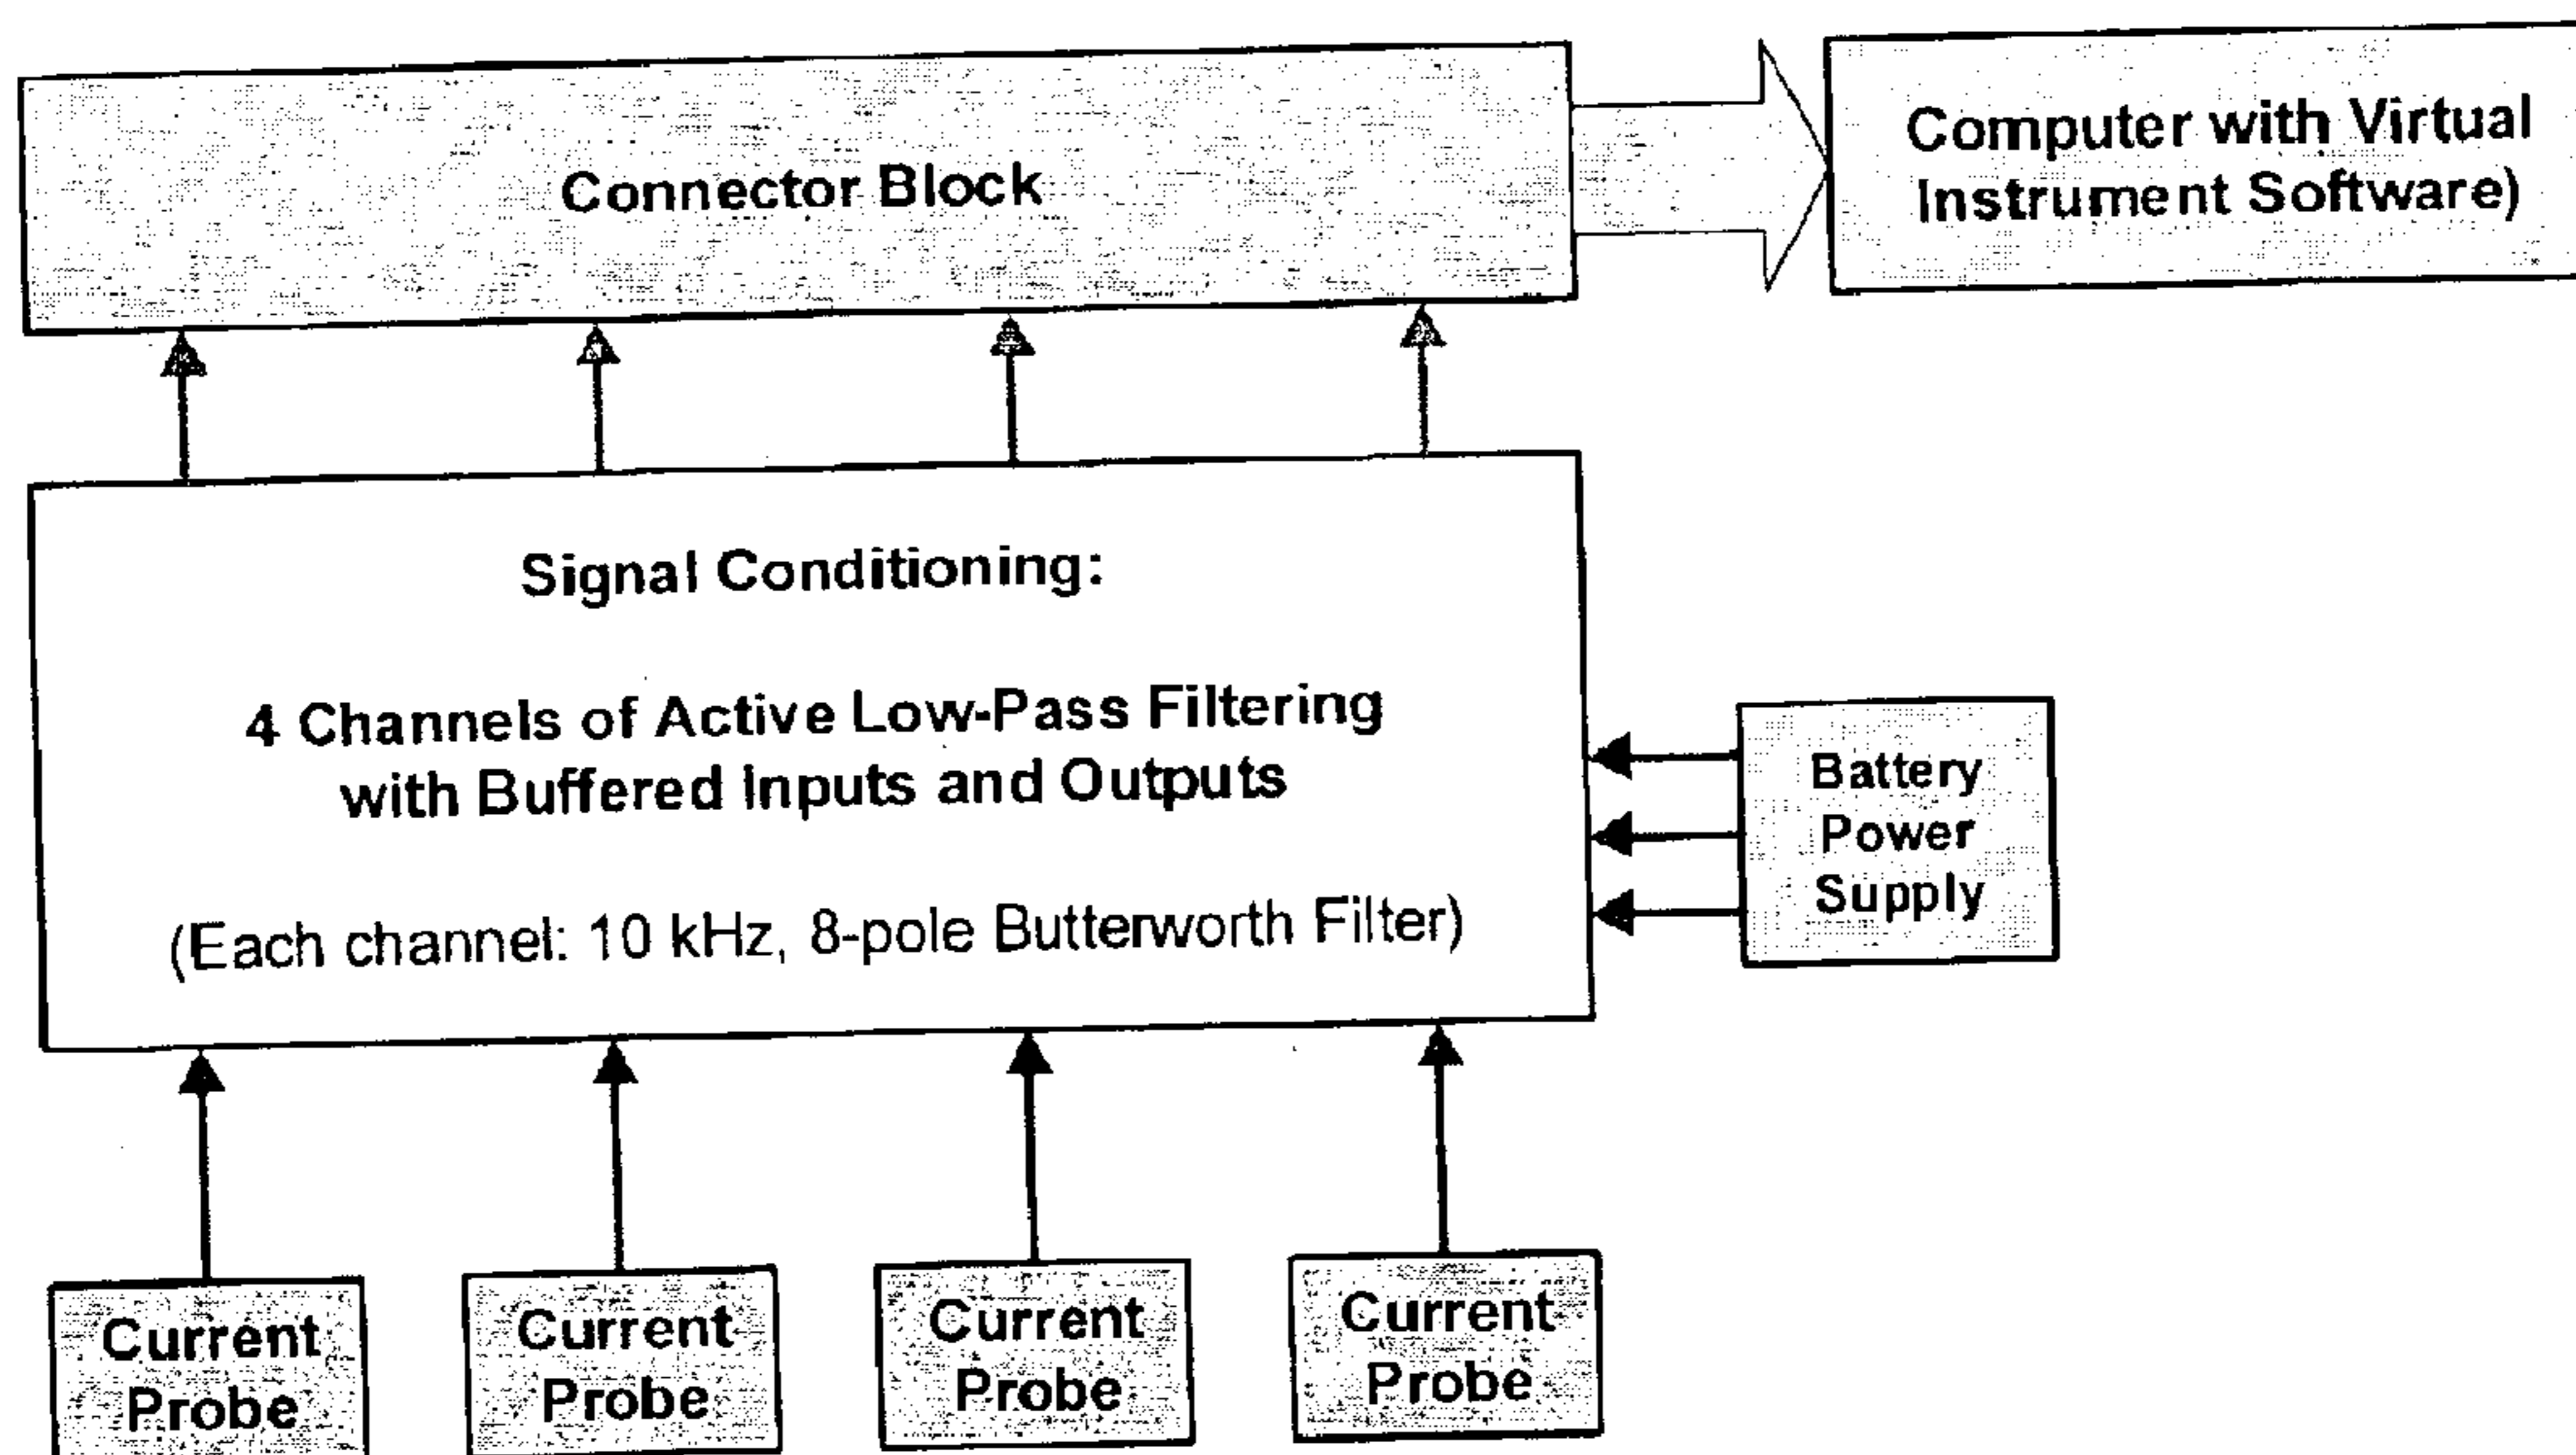 Connector Block
Computer with Virtual
Instrument Software)
Signal Conditioning:
4 Channels of Active Low-Pass Filtering
with Buffered Inputs and Outputs
(Each channel: 10 kHz, 8-pole Butterworth Filter)
Battery
Power
Supply
Current
Probe
Current
Probe
Current
Probe
Current
Probe